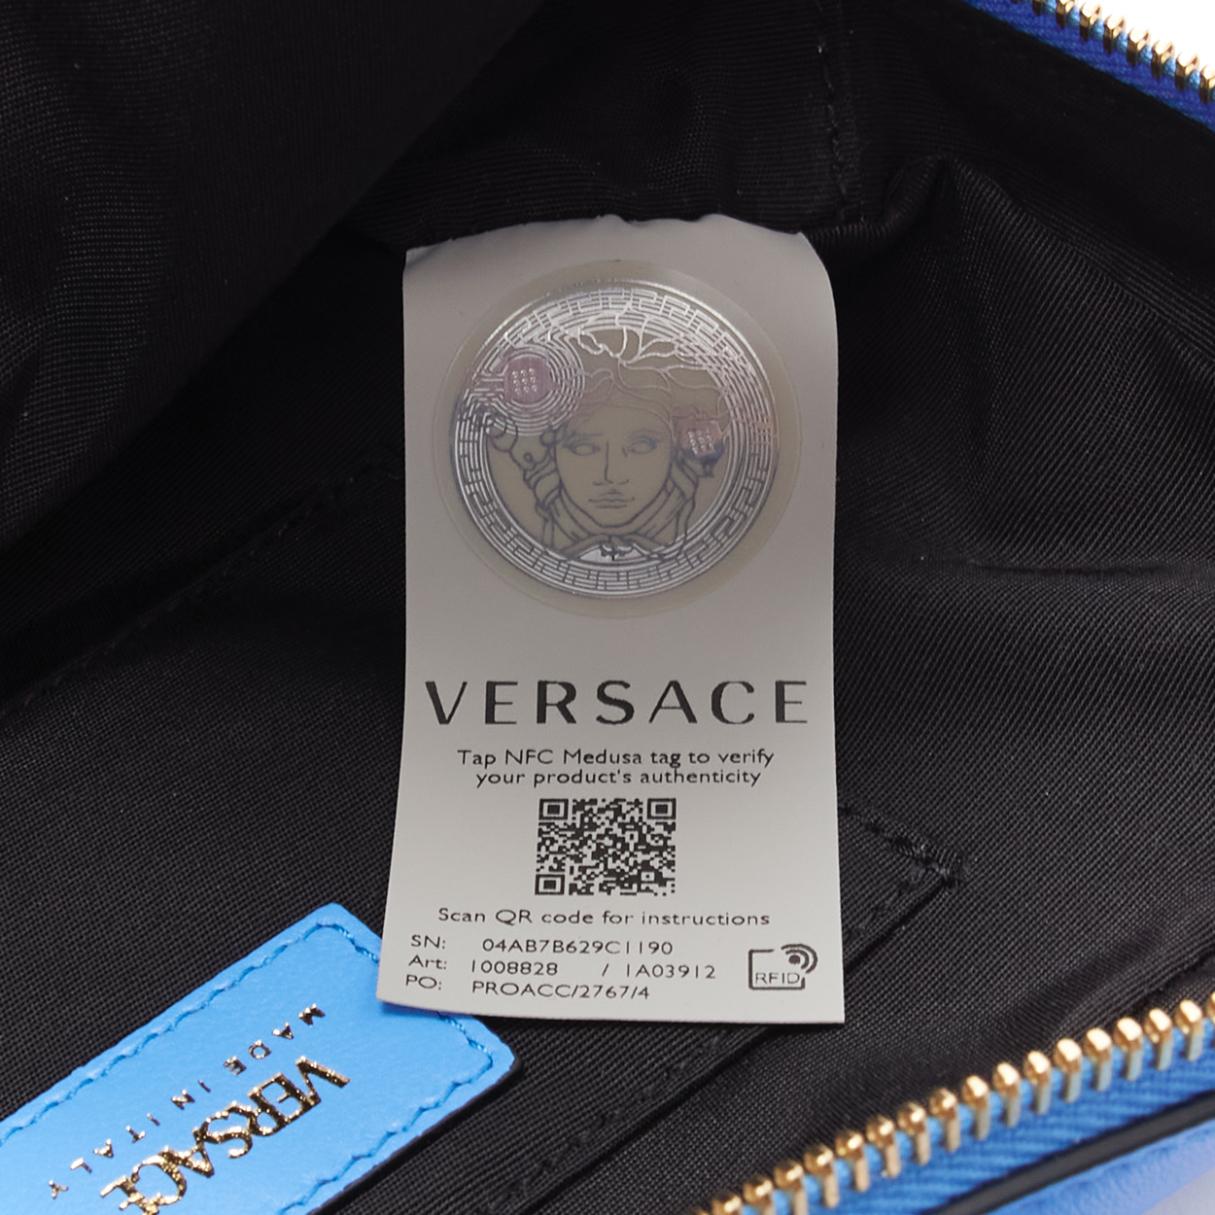 VERSACE
Tap NFC Medusa tag to verify
your product's authenticity
Scan QR code for instructions
SN: 04AB7B629C1190
Art: 1008828 / 1A03912
PO: PROACC/2767/4
RFID
VERSACE
MADE IN ITALY